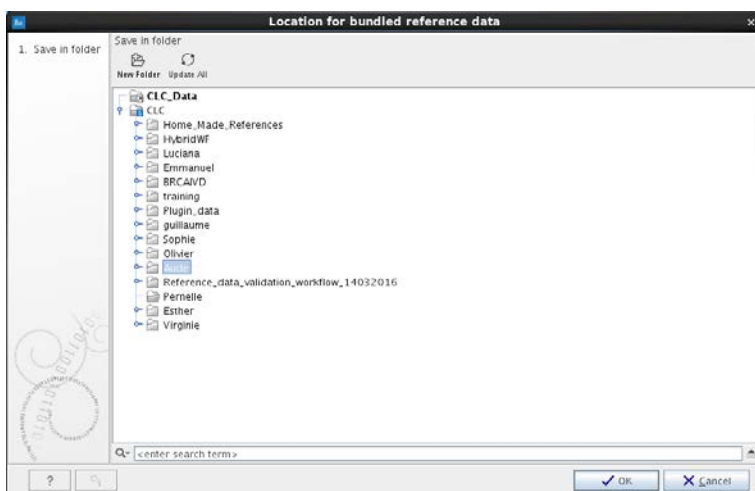 Location for bundled reference data
1. Save in folder
Save in folder
New Folder Update All
CLC_Data
CLC
Home_Made_References
HybridWF
Luciana
Emmanuel
BRCAIVD
training
Plugin_data
guillaume
Sophie
Olivier
Aude
Reference_data_validation_workflow_14032016
Pernelle
Esther
Virginie
<enter search term>
? OK Cancel